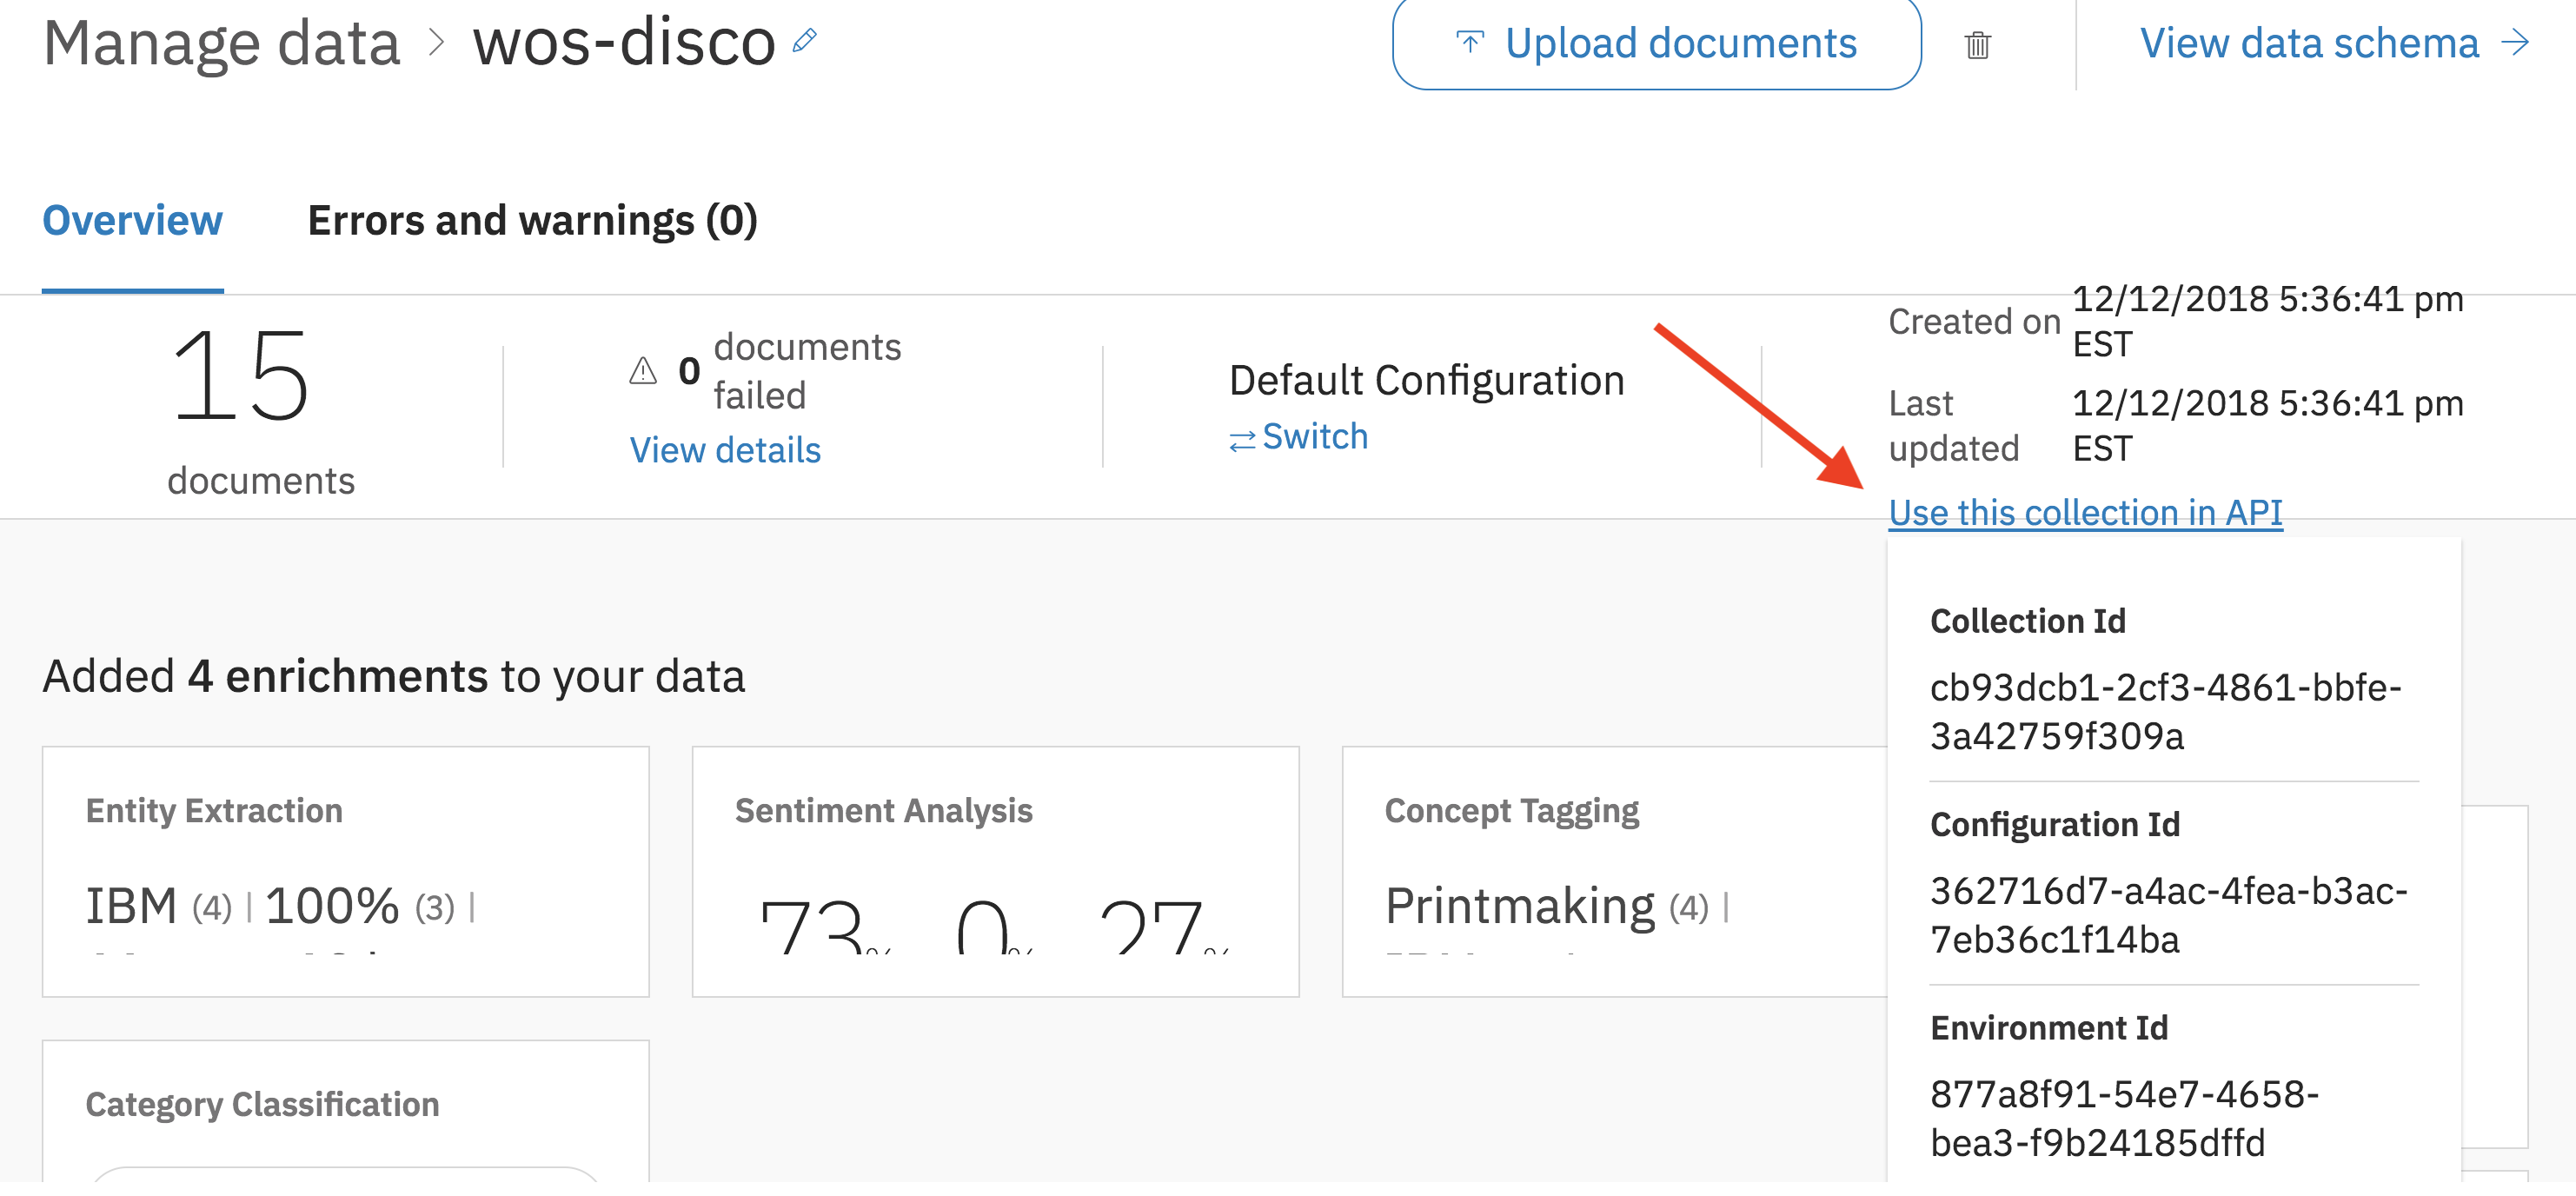 Manage data > wos-disco
Upload documents
View data schema →
Overview
Errors and warnings (0)
15
documents
0 documents
failed
View details
Default Configuration
Switch
Created on 12/12/2018 5:36:41 pm
EST
Last
updated
12/12/2018 5:36:41 pm
EST
Use this collection in API
Collection Id
cb93dcb1-2cf3-4861-bbfe-
3a42759f309a
Configuration Id
362716d7-a4ac-4fea-b3ac-
7eb36c1f14ba
Environment Id
877a8f91-54e7-4658-
bea3-f9b24185dffd
Added 4 enrichments to your data
Entity Extraction
IBM (4) | 100% (3) |
Sentiment Analysis
73% 0% 27%
Concept Tagging
Printmaking (4) |
Category Classification